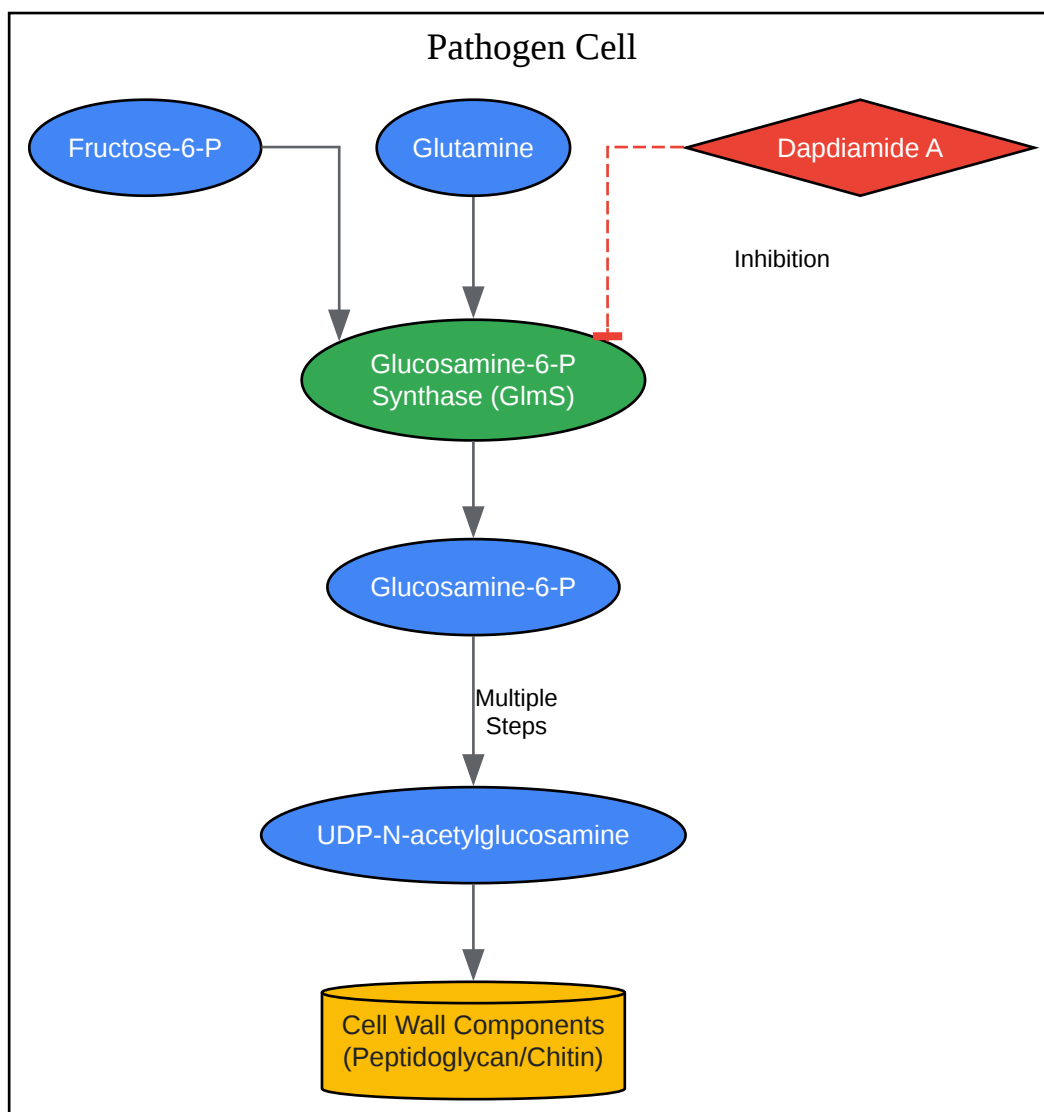 Pathogen Cell
Fructose-6-P
Glutamine
Dapdiamide A
Inhibition
Glucosamine-6-P
Synthase (GlmS)
Glucosamine-6-P
Multiple
Steps
UDP-N-acetylglucosamine
Cell Wall Components
(Peptidoglycan/Chitin)